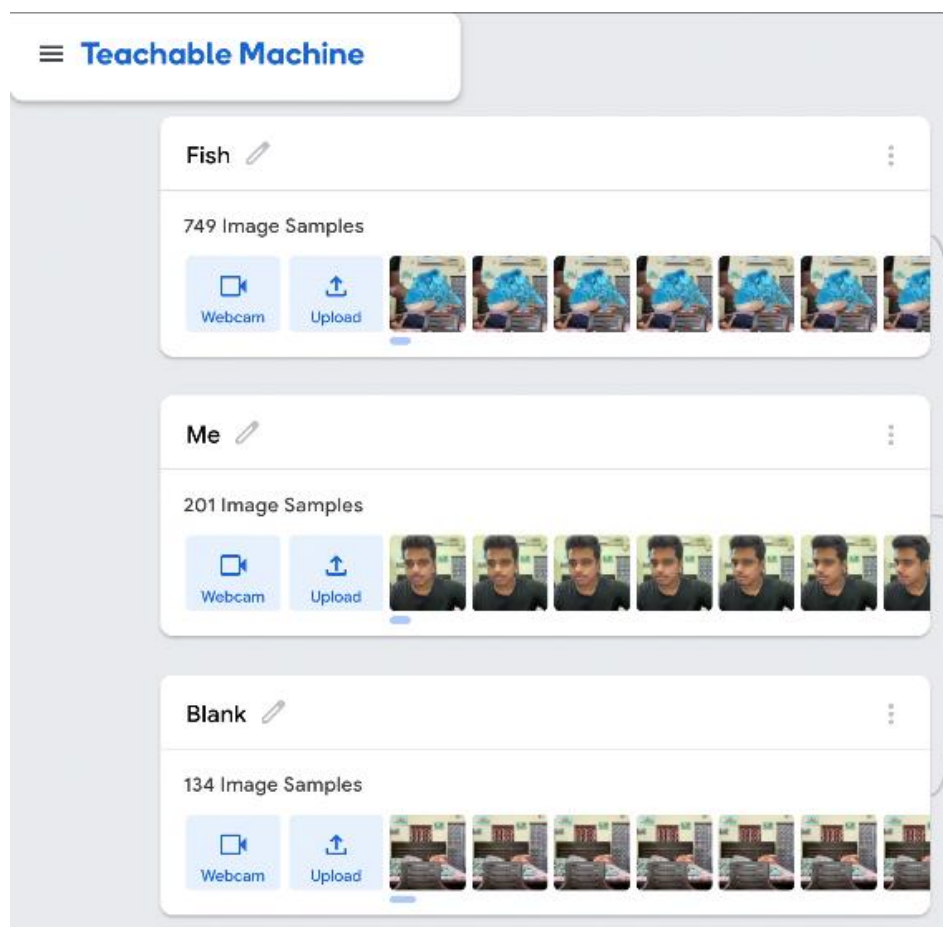 Teachable Machine
Fish
749 Image Samples
Webcam Upload
Me
201 Image Samples
Webcam Upload
Blank
134 Image Samples
Webcam Upload